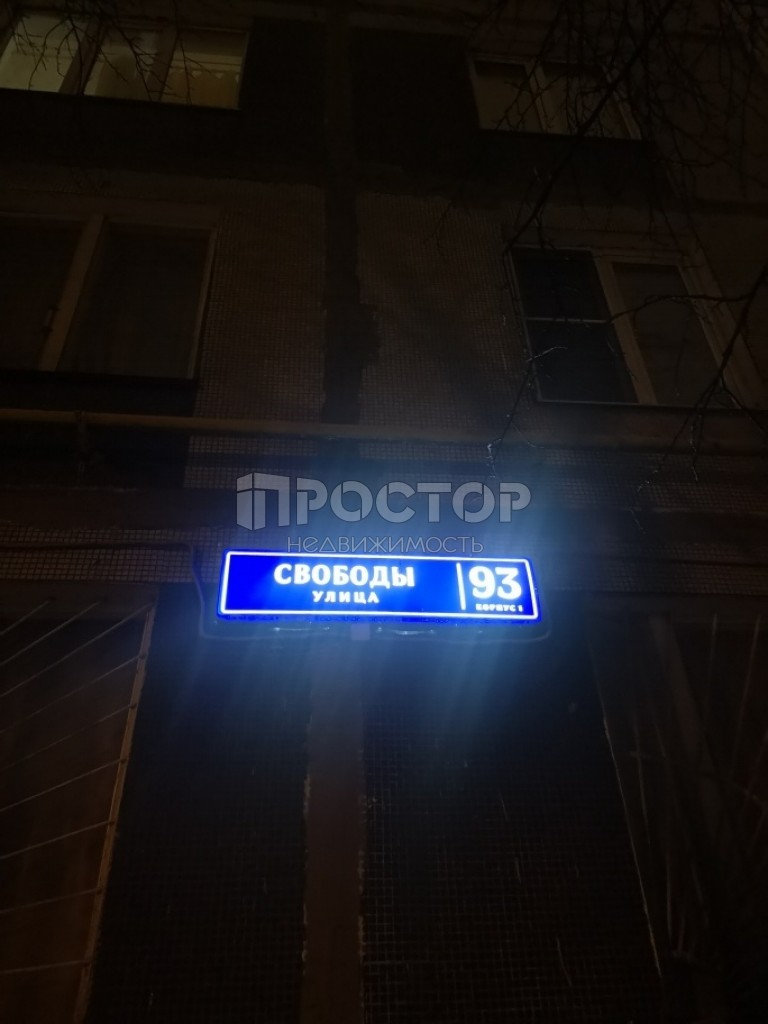 ПРОСТОР
НЕДВИЖИМОСТЬ
СВОБОДЫ
УЛИЦА
93
КОРПУС 1